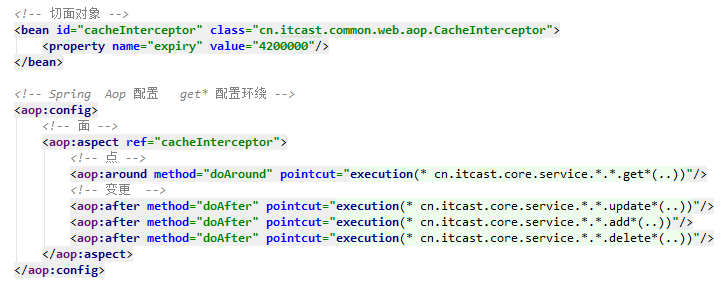 <!-- 切面对象 -->
<bean id="cacheInterceptor" class="cn.itcast.common.web.aop.CacheInterceptor">
<property name="expiry" value="4200000"/>
</bean>
<!-- Spring  Aop 配置   get* 配置环绕 -->
<aop:config>
<!-- 面 -->
<aop:aspect ref="cacheInterceptor">
<!-- 点 -->
<aop:around method="doAround" pointcut="execution(* cn.itcast.core.service.*.*.get*(..))"/>
<!-- 变更  -->
<aop:after method="doAfter" pointcut="execution(* cn.itcast.core.service.*.*.update*(..))"/>
<aop:after method="doAfter" pointcut="execution(* cn.itcast.core.service.*.*.add*(..))"/>
<aop:after method="doAfter" pointcut="execution(* cn.itcast.core.service.*.*.delete*(..))"/>
</aop:aspect>
</aop:config>